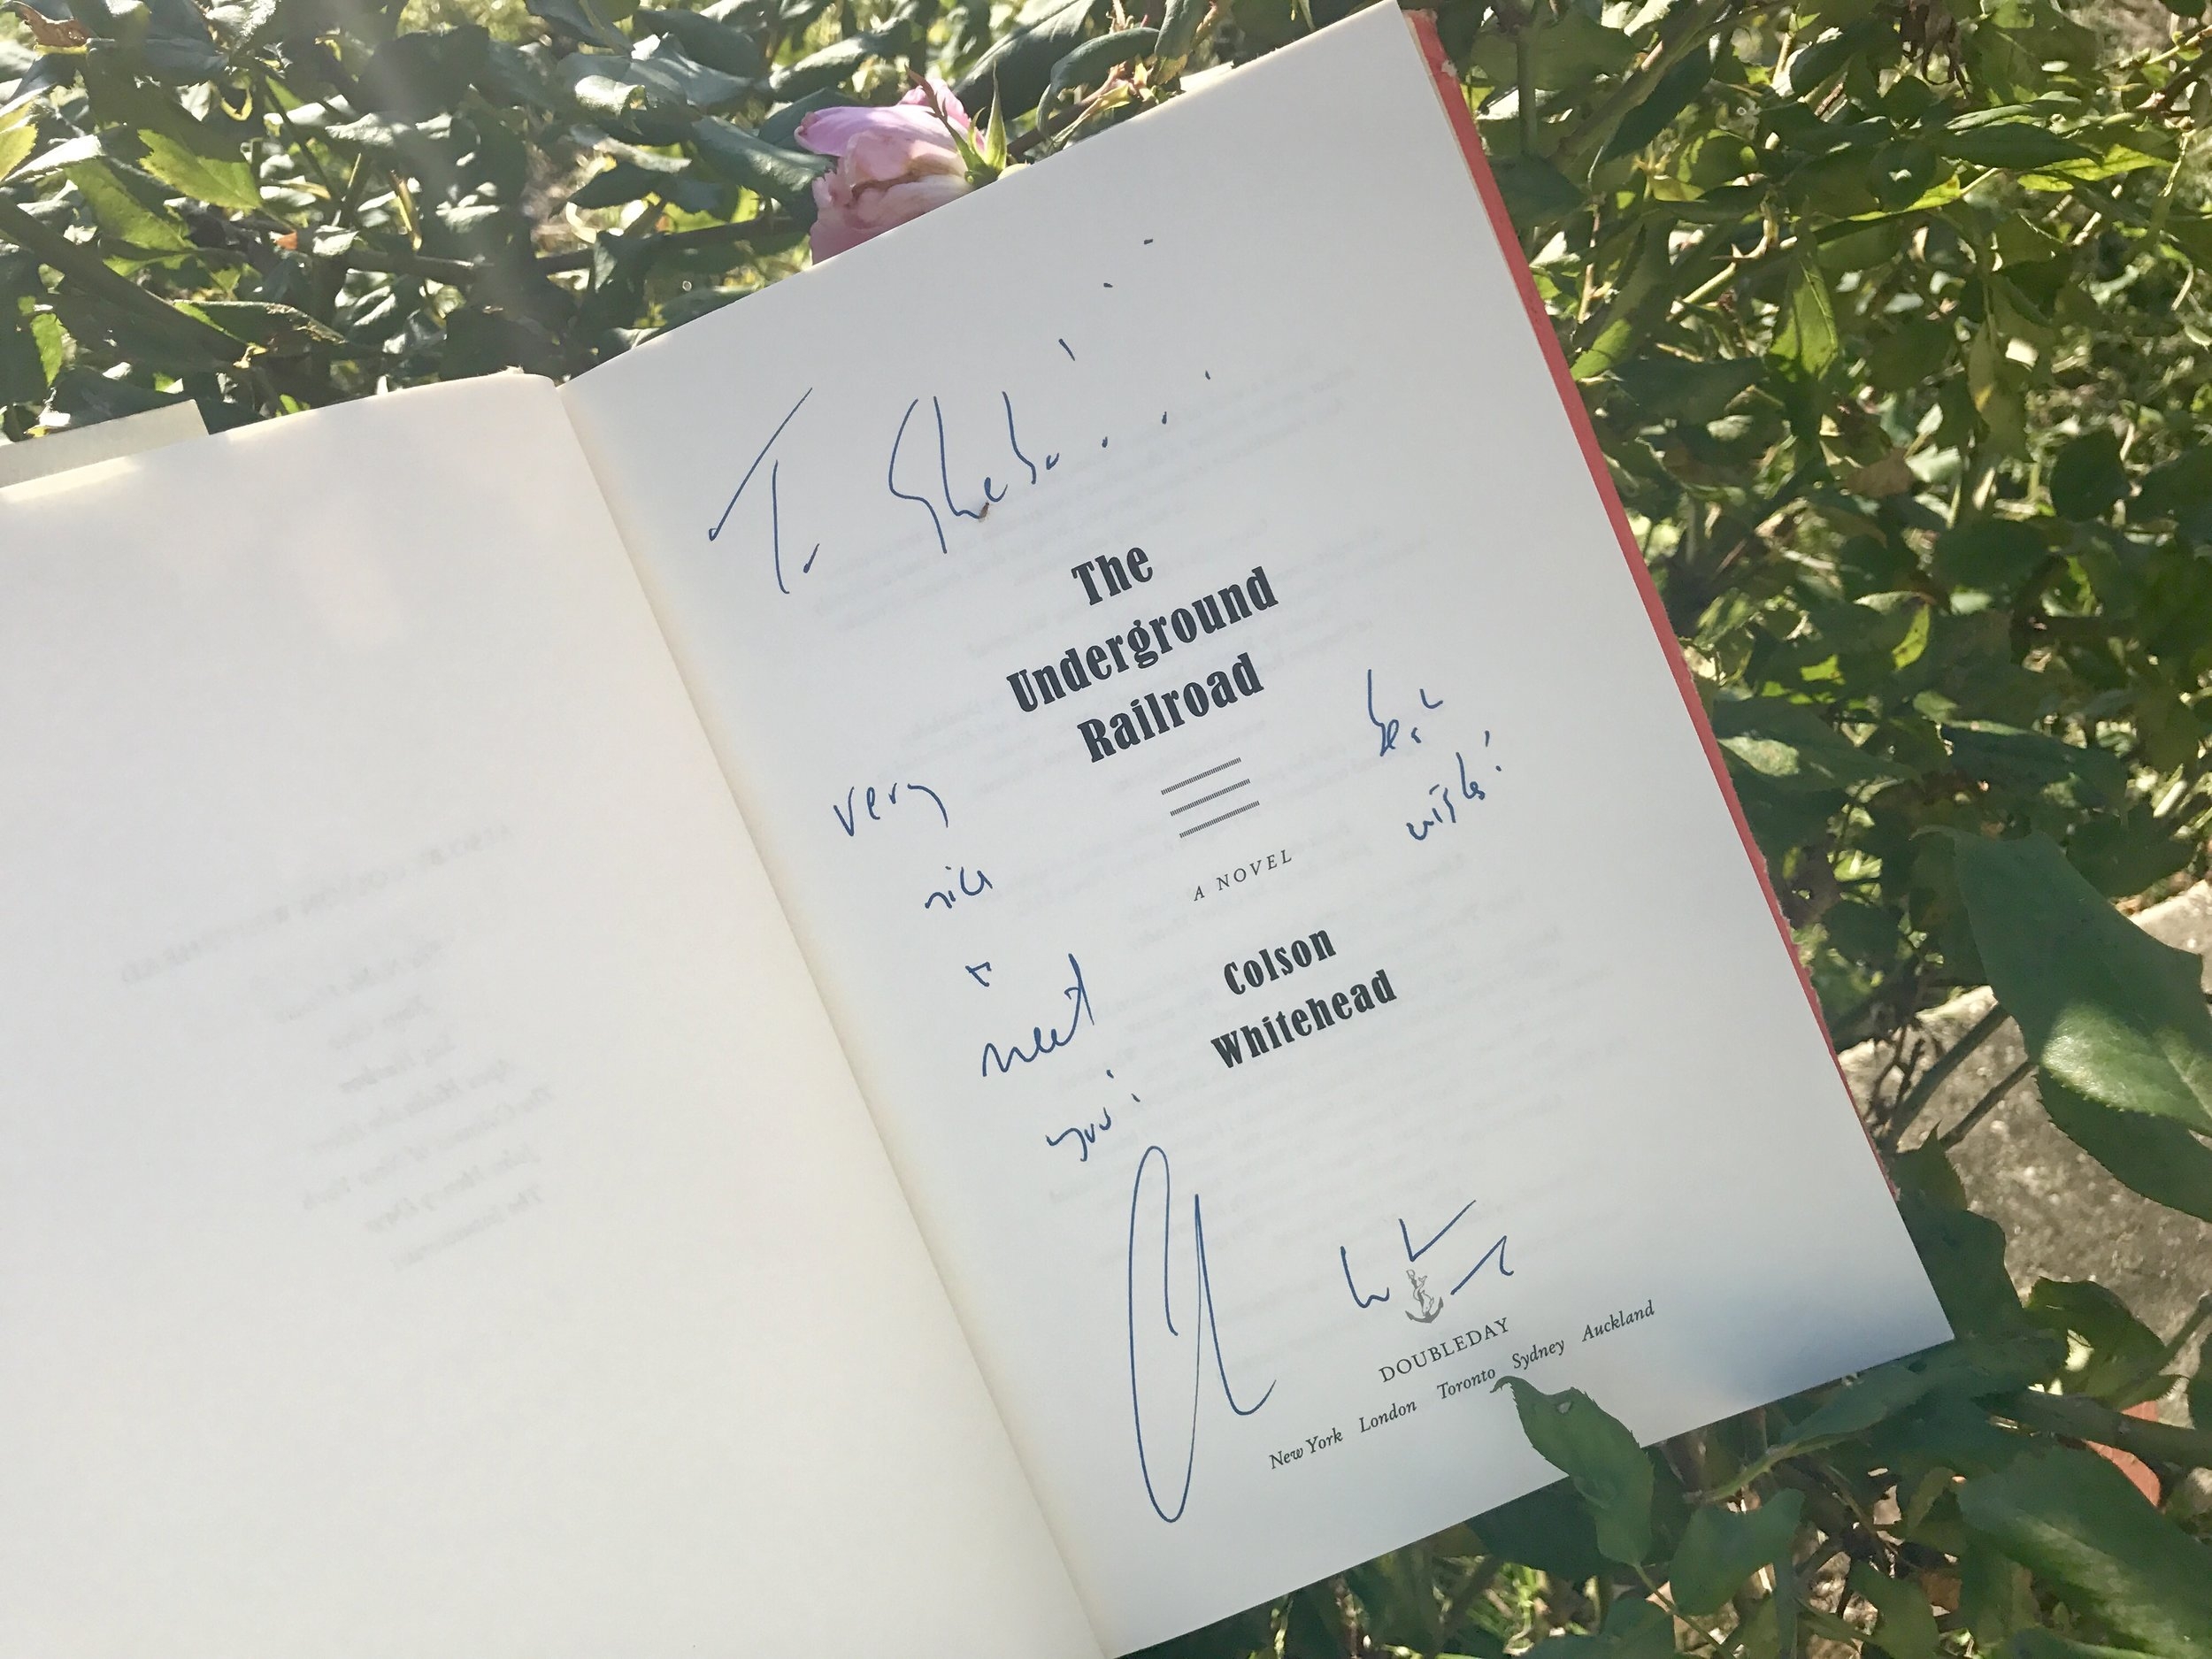 To
The
Underground
Railroad
very
nice
to
meet
you!
best
wishes!
A NOVEL
Colson
Whitehead
DOUBLEDAY
New York London Toronto Sydney Auckland